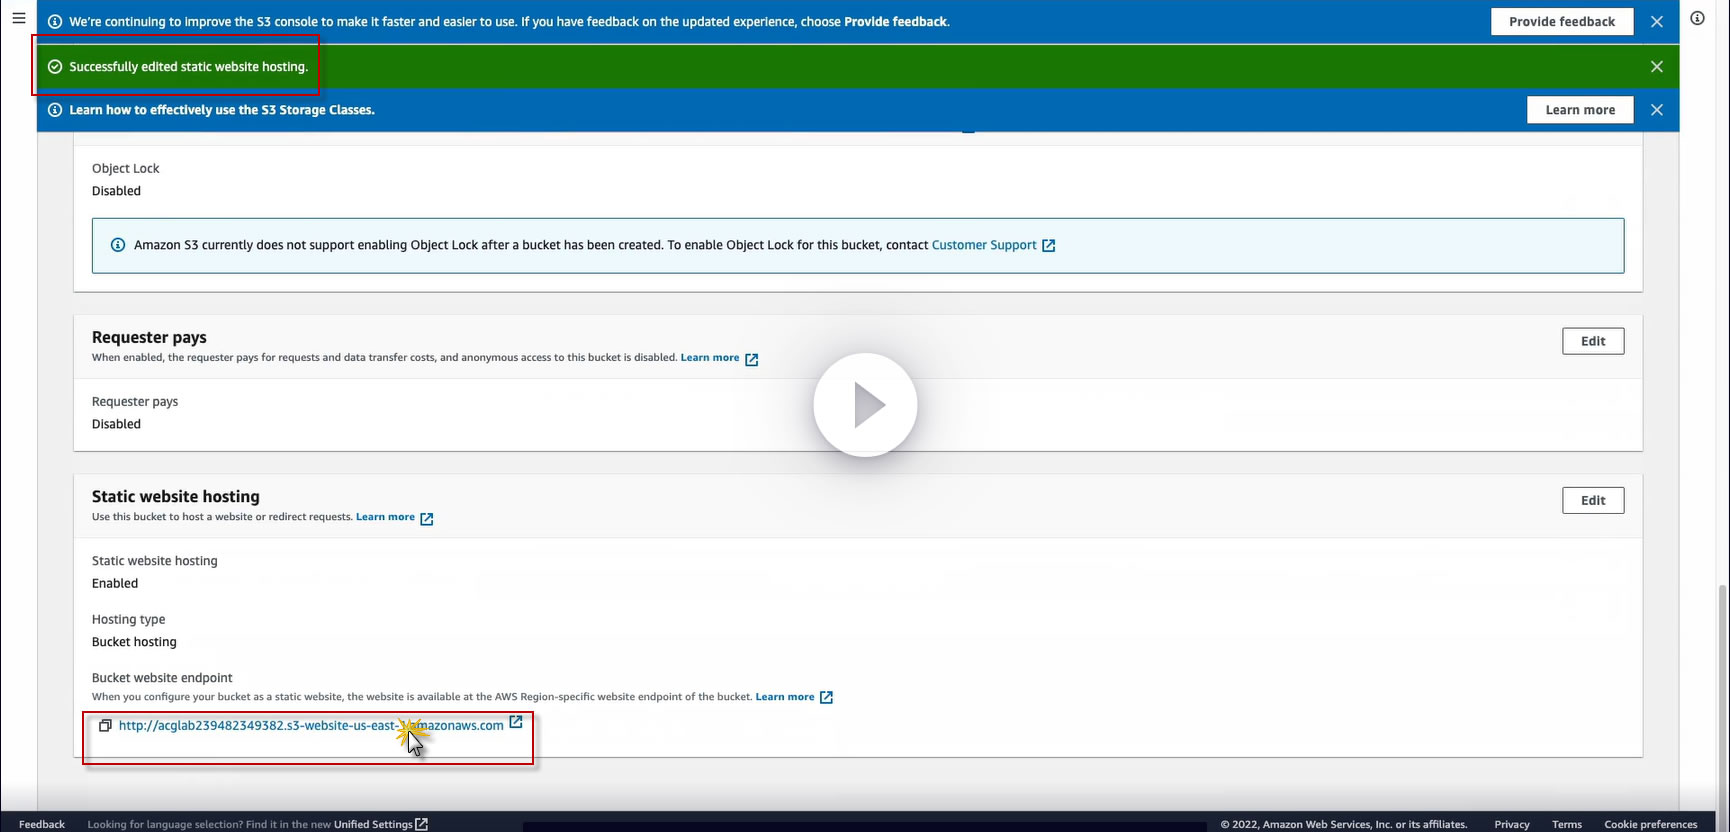 We're continuing to improve the S3 console to make it faster and easier to use. If you have feedback on the updated experience, choose Provide feedback.
Provide feedback
Successfully edited static website hosting.
Learn how to effectively use the S3 Storage Classes.
Learn more
Object Lock
Disabled
Amazon S3 currently does not support enabling Object Lock after a bucket has been created. To enable Object Lock for this bucket, contact Customer Support
Requester pays
Edit
When enabled, the requester pays for requests and data transfer costs, and anonymous access to this bucket is disabled. Learn more
Requester pays
Disabled
Static website hosting
Edit
Use this bucket to host a website or redirect requests. Learn more
Static website hosting
Enabled
Hosting type
Bucket hosting
Bucket website endpoint
When you configure your bucket as a static website, the website is available at the AWS Region-specific website endpoint of the bucket. Learn more
http://acglab239482349382.s3-website-us-east-
mazonaws.com
Feedback
Looking for language selection? Find it in the new Unified Settings
© 2022, Amazon Web Services, Inc. or its affiliates.
Privacy
Terms
Cookie preferences